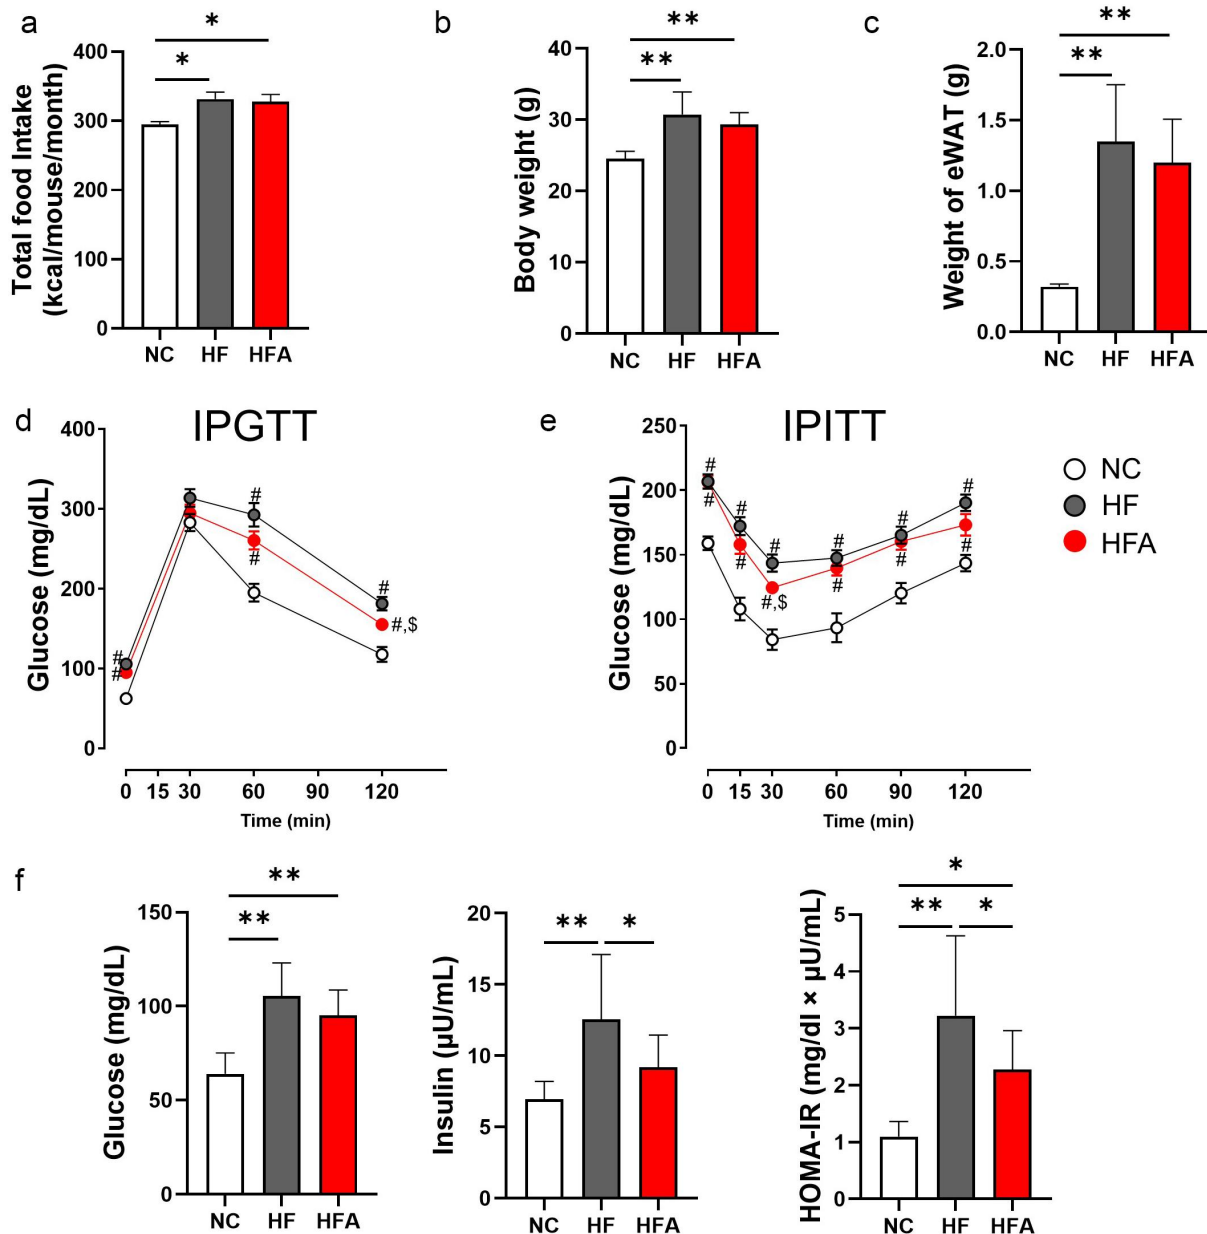 a
*
*
Total food Intake
(kcal/mouse/month)
400
300
200
100
0
NC HF HFA
b
**
**
Body weight (g)
40
30
20
10
0
NC HF HFA
c
**
**
Weight of eWAT (g)
2.0
1.5
1.0
0.5
0.0
NC HF HFA
d
IPGTT
Glucose (mg/dL)
400
300
200
100
0
#
#
#
#
#
#,$
0 15 30 60 90 120
Time (min)
e
IPITT
Glucose (mg/dL)
250
200
150
100
50
0
#
#
#
#
#
#,$
#
#
#
#
#
#
0 15 30 60 90 120
Time (min)
NC
HF
HFA
f
**
**
Glucose (mg/dL)
150
100
50
0
NC HF HFA
** *
Insulin (μU/mL)
20
15
10
5
0
NC HF HFA
*
** *
HOMA-IR (mg/dl × μU/mL)
5
4
3
2
1
0
NC HF HFA